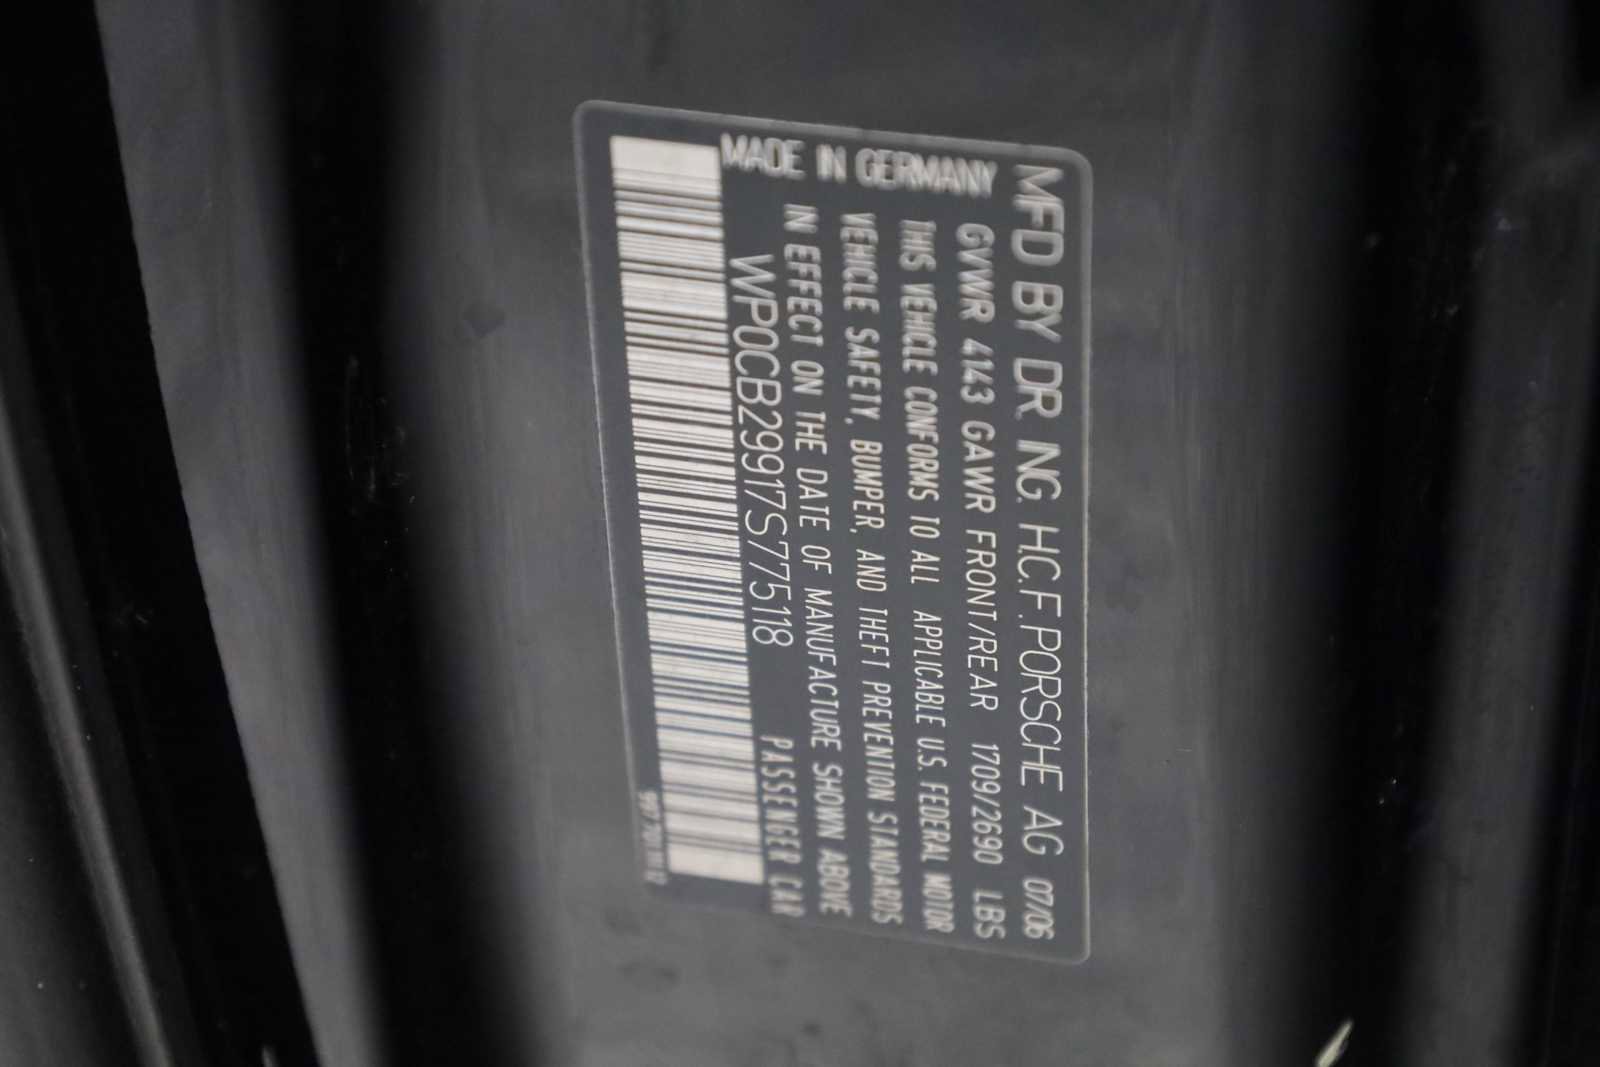 MFD BY DR. ING. H.C.F. PORSCHE AG 07/06
GVWR 4143 GAWR FRONT/REAR 1709/2690 LBS
THIS VEHICLE CONFORMS TO ALL APPLICABLE U.S. FEDERAL MOTOR
VEHICLE SAFETY, BUMPER, AND THEFT PREVENTION STANDARDS
IN EFFECT ON THE DATE OF MANUFACTURE SHOWN ABOVE
MADE IN GERMANY
WP0CB29917S775118 PASSENGER CAR